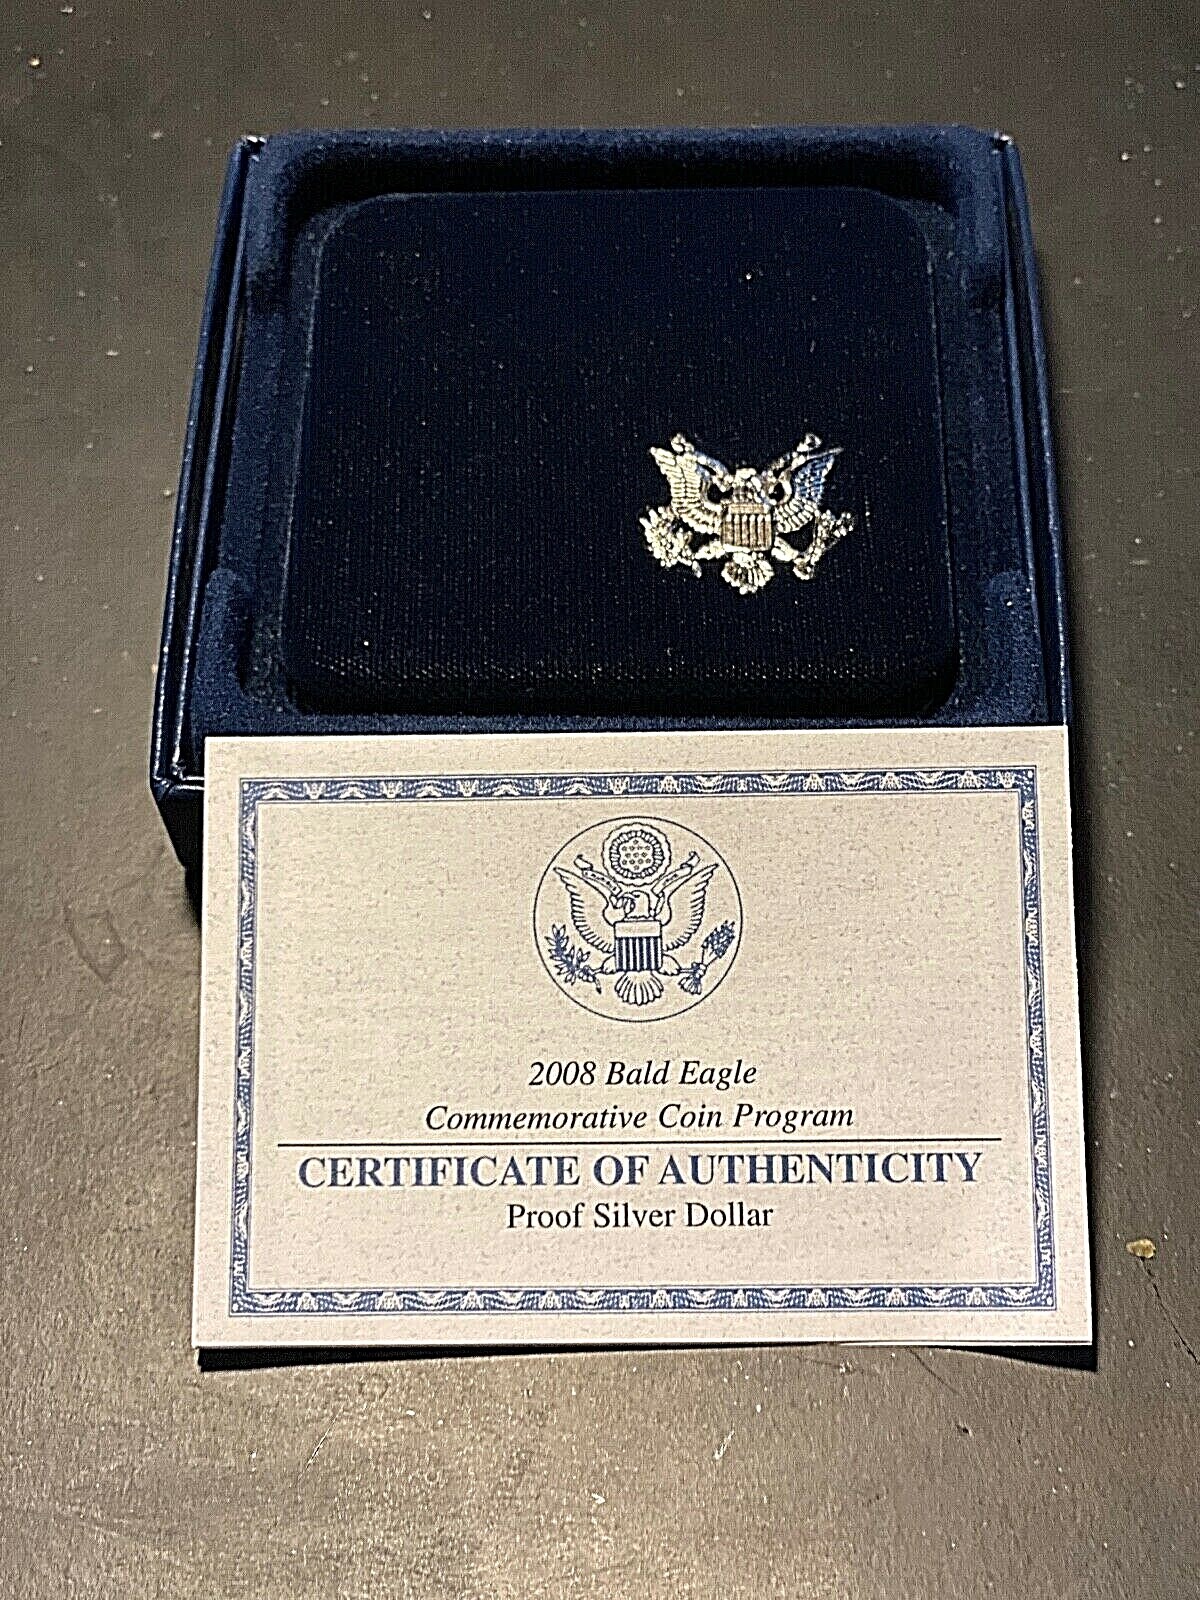 2008 Bald Eagle
Commemorative Coin Program
CERTIFICATE OF AUTHENTICITY
Proof Silver Dollar